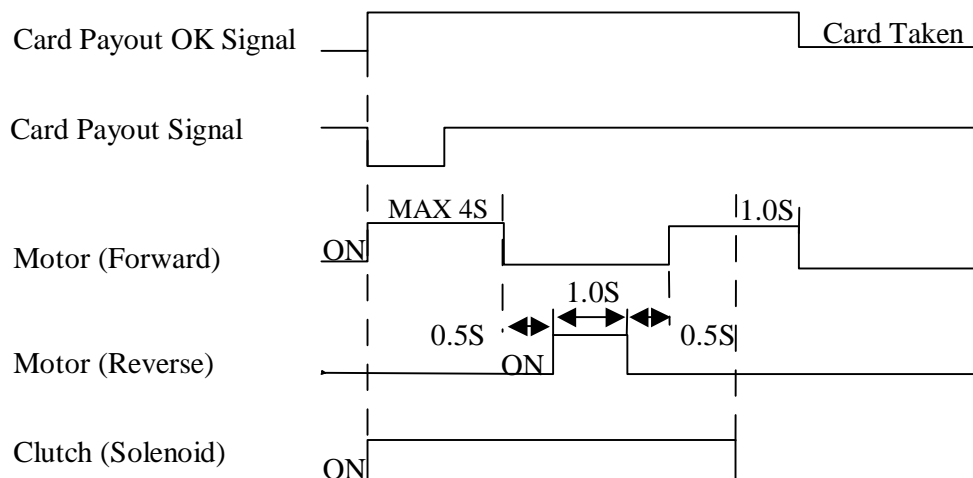 Card Payout OK Signal
Card Taken
Card Payout Signal
MAX 4S
1.0S
ON
Motor (Forward)
1.0S
0.5S
0.5S
Motor (Reverse)
ON
Clutch (Solenoid)
ON